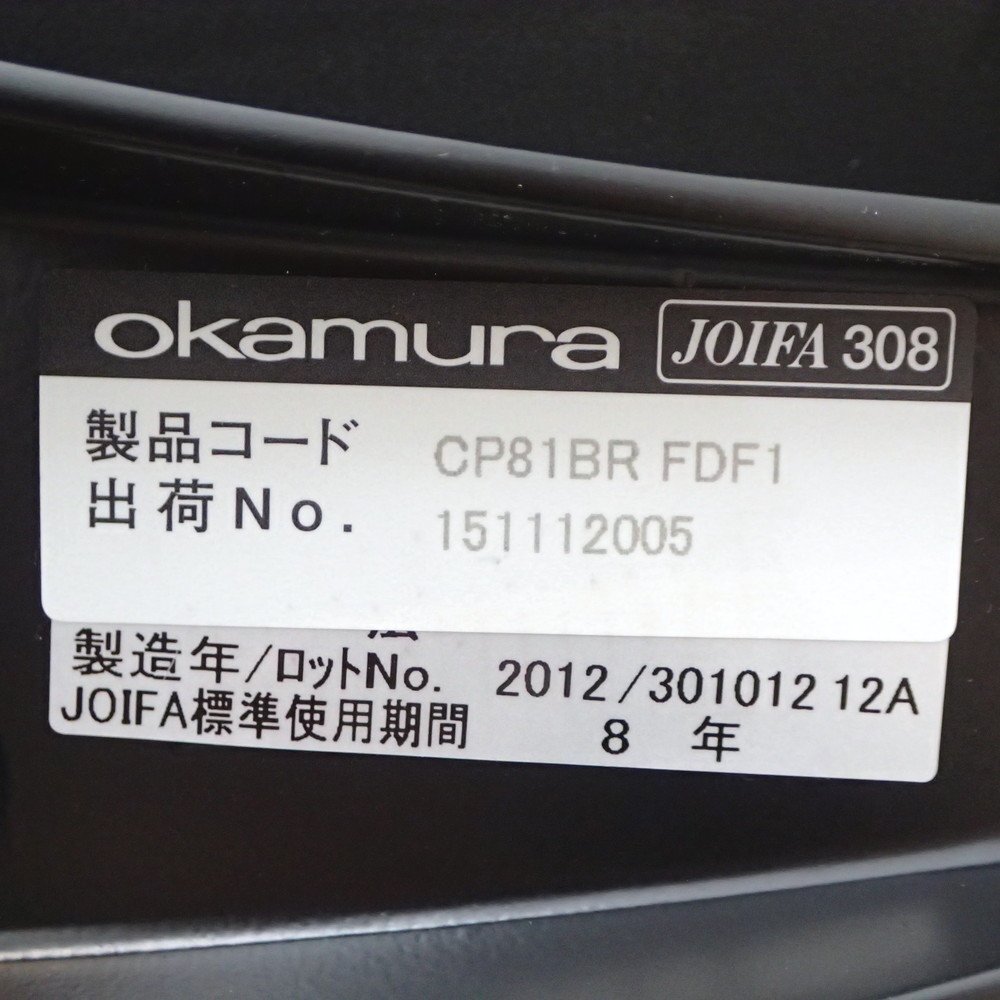 okamura JOIFA 308
製品コード CP81BR FDF1
出荷No. 151112005
製造年/ロットNo. 2012/301012 12A
JOIFA標準使用期間 8 年